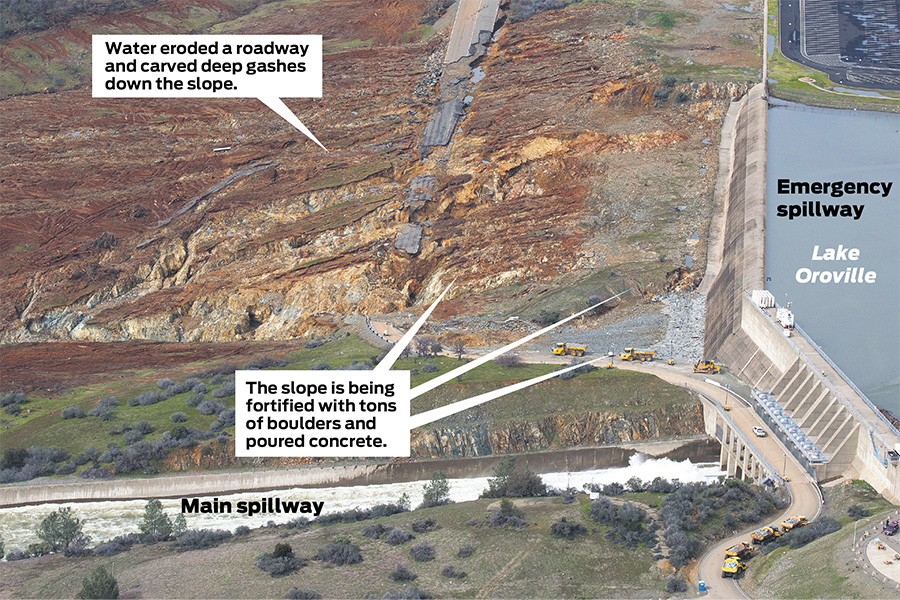 Water eroded a roadway
and carved deep gashes
down the slope.
Emergency
spillway
Lake
Oroville
The slope is being
fortified with tons
of boulders and
poured concrete.
Main spillway